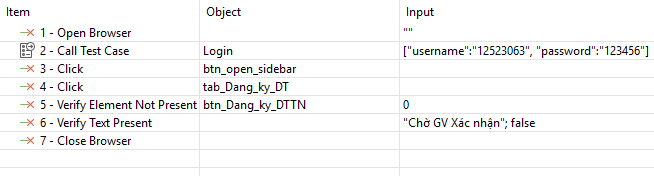 Item Object Input
1 - Open Browser ""
2 - Call Test Case Login ["username":"12523063", "password":"123456"]
3 - Click btn_open_sidebar
4 - Click tab_Dang_ky_DT
5 - Verify Element Not Present btn_Dang_ky_DTTN 0
6 - Verify Text Present "Chờ GV Xác nhận"; false
7 - Close Browser